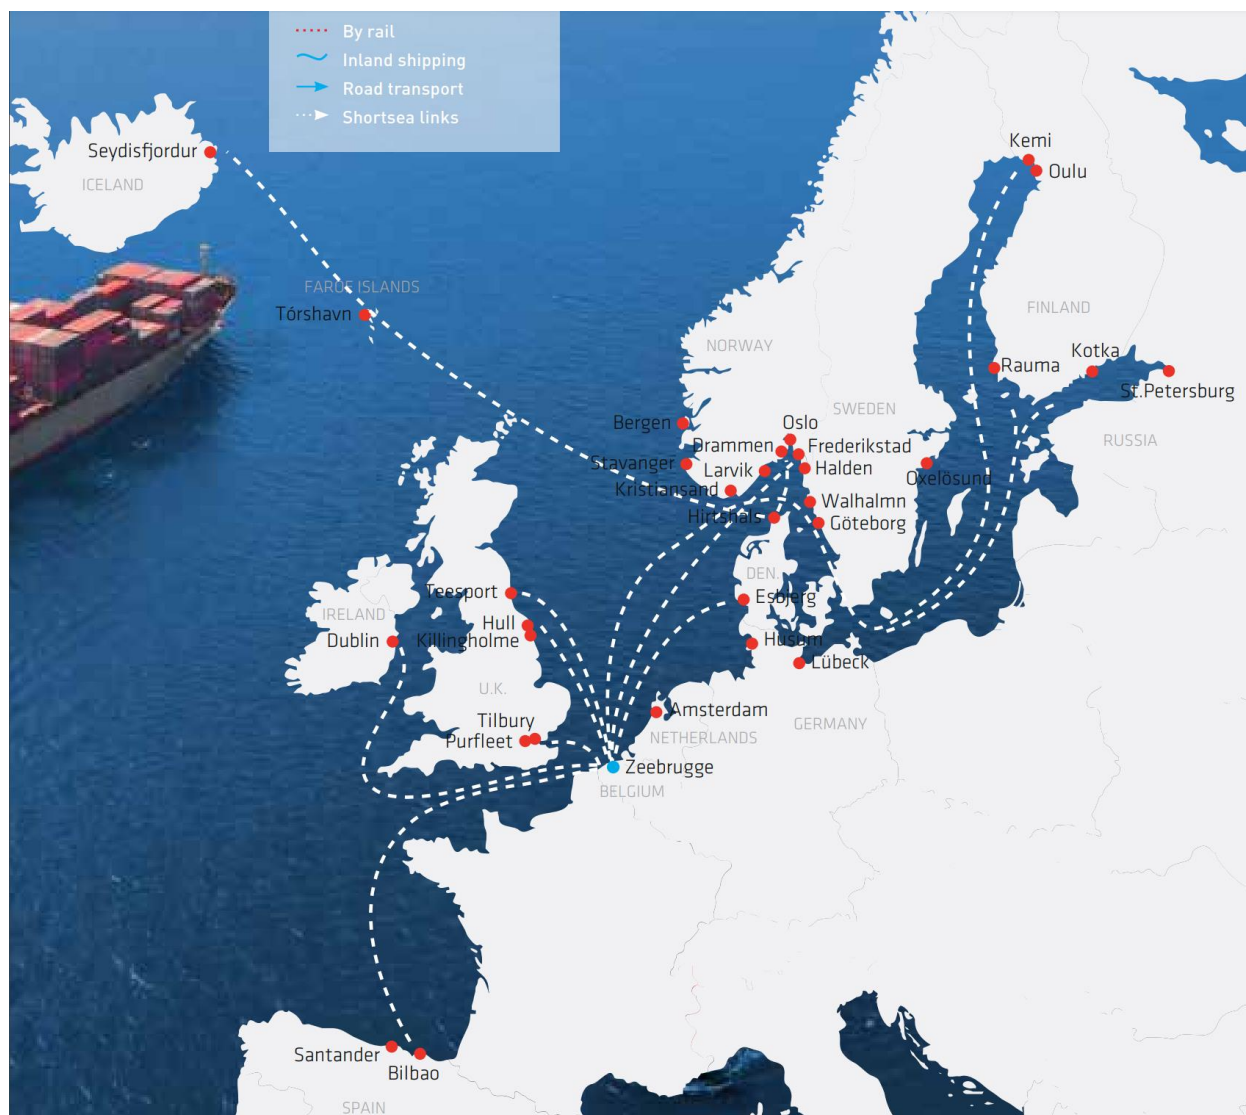 By rail
Inland shipping
Road transport
Shortsea links
Kemi
Oulu
Seydisfjordur
ICELAND
FAROE ISLANDS
Tórshavn
FINLAND
NORWAY
Kotka
Rauma
St.Petersburg
SWEDEN
RUSSIA
Bergen
Oslo
Drammen
Frederikstad
Stavanger
Larvik
Halden
Oxelösund
Kristiansand
Walhalmn
Hirtshals
Göteborg
DEN.
Teesport
Esbjerg
IRELAND
Hull
Dublin
Killingholme
Husum
Lübeck
U.K.
Tilbury
Amsterdam
GERMANY
Purfleet
NETHERLANDS
Zeebrugge
BELGIUM
Santander
Bilbao
SPAIN